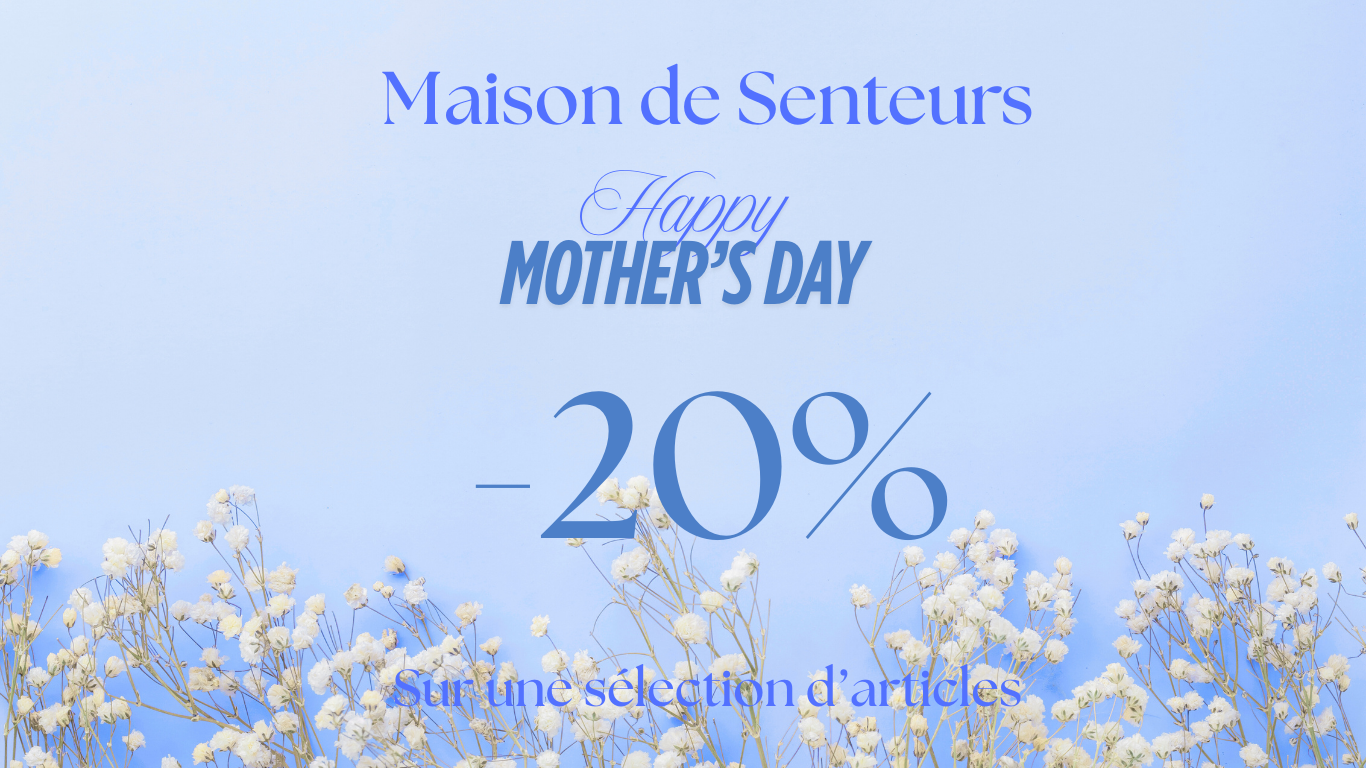 Maison de Senteurs
Happy
MOTHER’S DAY
–20%
Sur une sélection d’articles